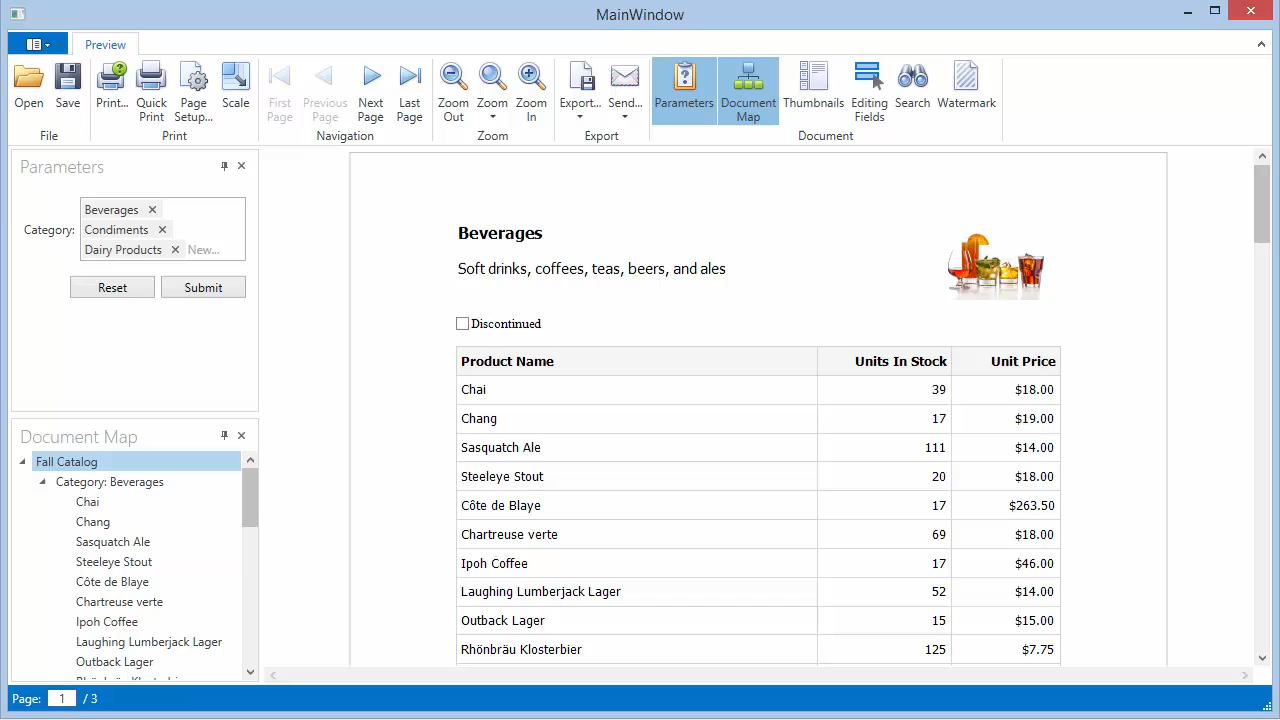 MainWindow
Preview
Open
Save
Print...
Quick Print
Page Setup...
Scale
First Page
Previous Page
Next Page
Last Page
Zoom Out
Zoom
Zoom In
Export...
Send...
Parameters
Document Map
Thumbnails
Editing Fields
Search
Watermark
File
Print
Navigation
Zoom
Export
Document
Parameters
Category:
Beverages
Condiments
Dairy Products New...
Reset Submit
Document Map
Fall Catalog
Category: Beverages
Chai
Chang
Sasquatch Ale
Steeleye Stout
Côte de Blaye
Chartreuse verte
Ipoh Coffee
Laughing Lumberjack Lager
Outback Lager
Beverages
Soft drinks, coffees, teas, beers, and ales
Discontinued
Product Name Units In Stock Unit Price
Chai 39 $18.00
Chang 17 $19.00
Sasquatch Ale 111 $14.00
Steeleye Stout 20 $18.00
Côte de Blaye 17 $263.50
Chartreuse verte 69 $18.00
Ipoh Coffee 17 $46.00
Laughing Lumberjack Lager 52 $14.00
Outback Lager 15 $15.00
Rhönbräu Klosterbier 125 $7.75
Page: 1 / 3